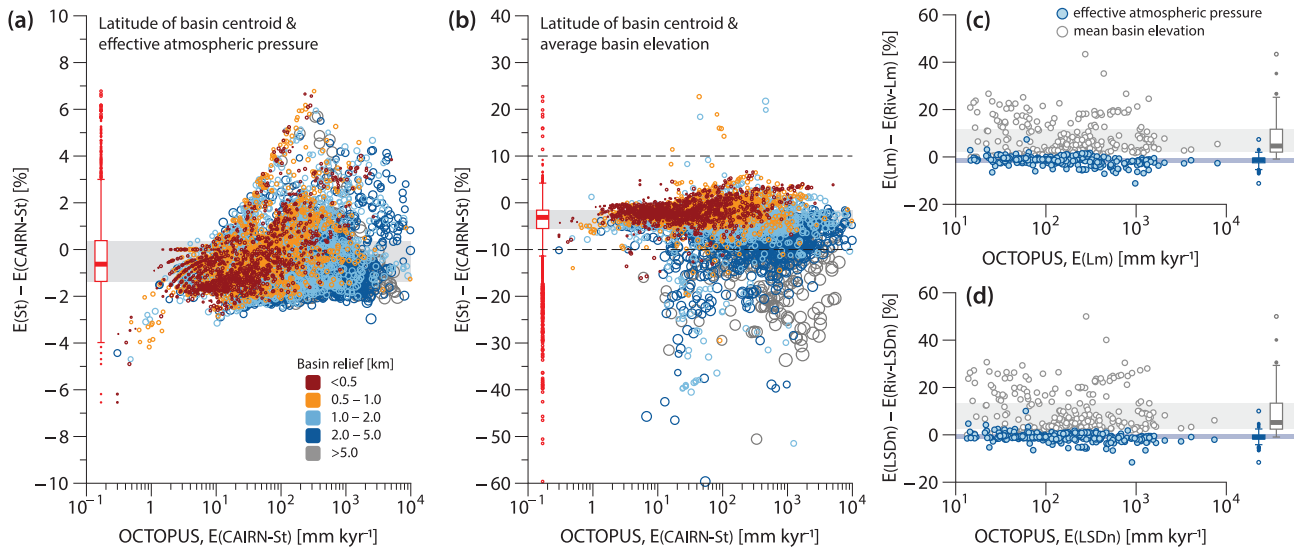 (a)
Latitude of basin centroid &
effective atmospheric pressure
E(St) – E(CAIRN-St) [%]
10
8
6
4
2
0
−2
−4
−6
−8
−10
Basin relief [km]
<0.5
0.5 – 1.0
1.0 – 2.0
2.0 – 5.0
>5.0
10⁻¹
1
10¹
10²
10³
10⁴
OCTOPUS, E(CAIRN-St) [mm kyr⁻¹]
(b)
Latitude of basin centroid &
average basin elevation
E(St) – E(CAIRN-St) [%]
40
30
20
10
0
−10
−20
−30
−40
−50
−60
10⁻¹
1
10¹
10²
10³
10⁴
OCTOPUS, E(CAIRN-St) [mm kyr⁻¹]
(c)
effective atmospheric pressure
mean basin elevation
E(Lm) – E(Riv-Lm) [%]
60
40
20
0
−20
10¹
10²
10³
10⁴
OCTOPUS, E(Lm) [mm kyr⁻¹]
(d)
E(LSDn) – E(Riv-LSDn) [%]
60
40
20
0
−20
10¹
10²
10³
10⁴
OCTOPUS, E(LSDn) [mm kyr⁻¹]